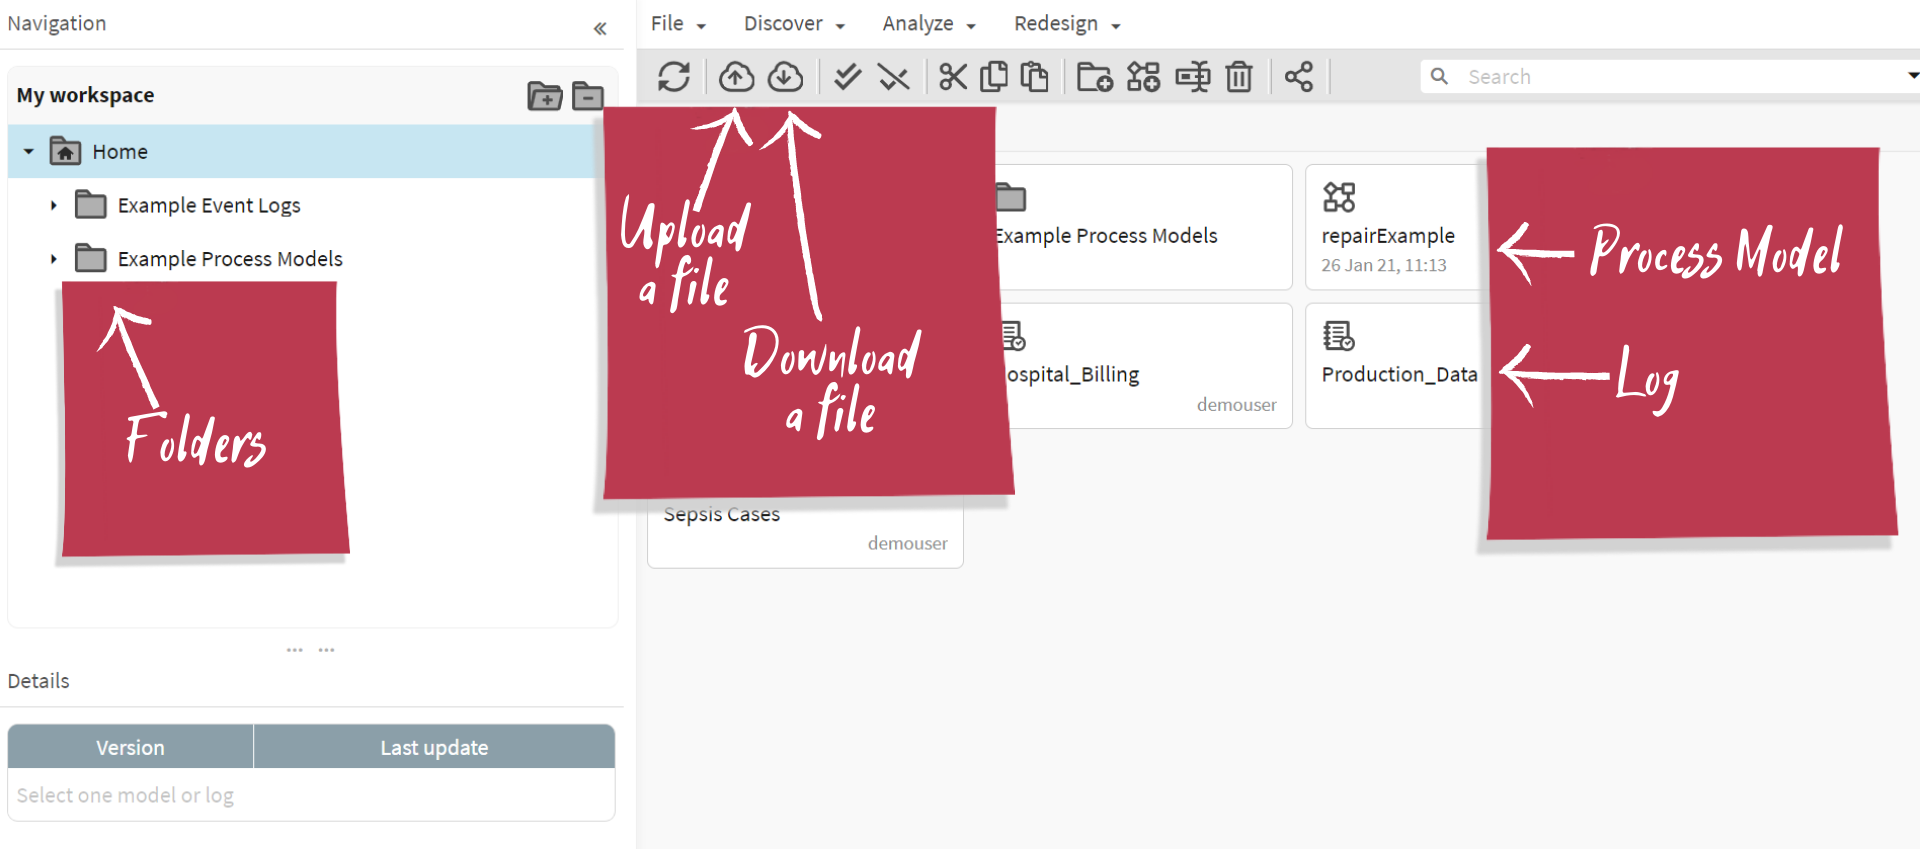 Navigation
My workspace
Home
Example Event Logs
Example Process Models
Folders
Details
Version Last update
Select one model or log
File Discover Analyze Redesign
Search
Upload
a file
Download
a file
Example Process Models
repairExample
26 Jan 21, 11:13
ospital_Billing
demouser
Production_Data
Sepsis Cases
demouser
Process Model
Log